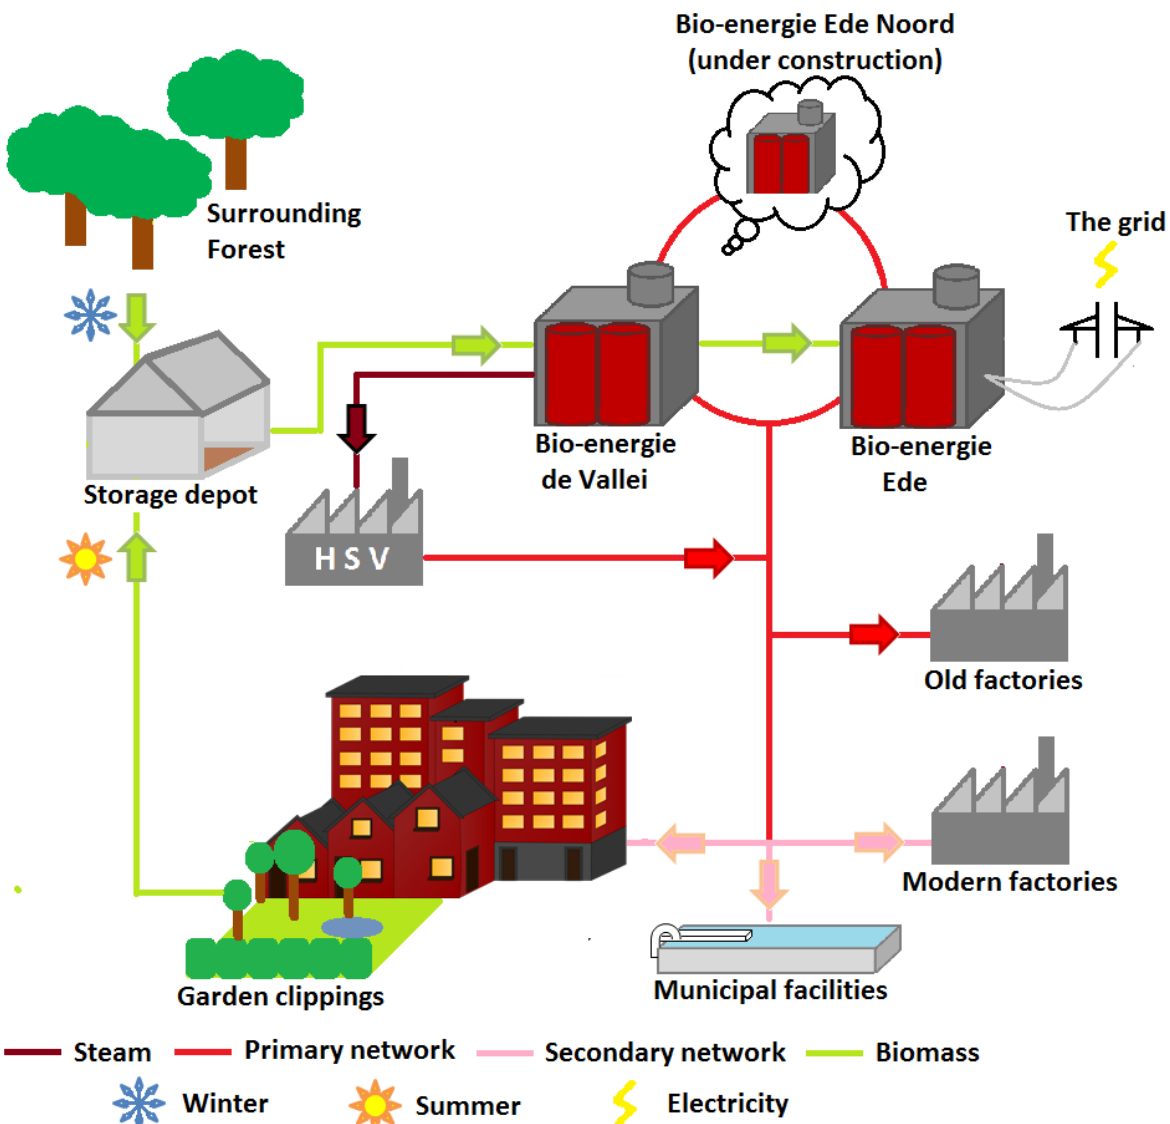 Bio-energie Ede Noord
(under construction)
Surrounding
Forest
The grid
Bio-energie
de Vallei
Bio-energie
Ede
Storage depot
H S V
Old factories
Modern factories
Garden clippings
Municipal facilities
Steam
Primary network
Secondary network
Biomass
Winter
Summer
Electricity